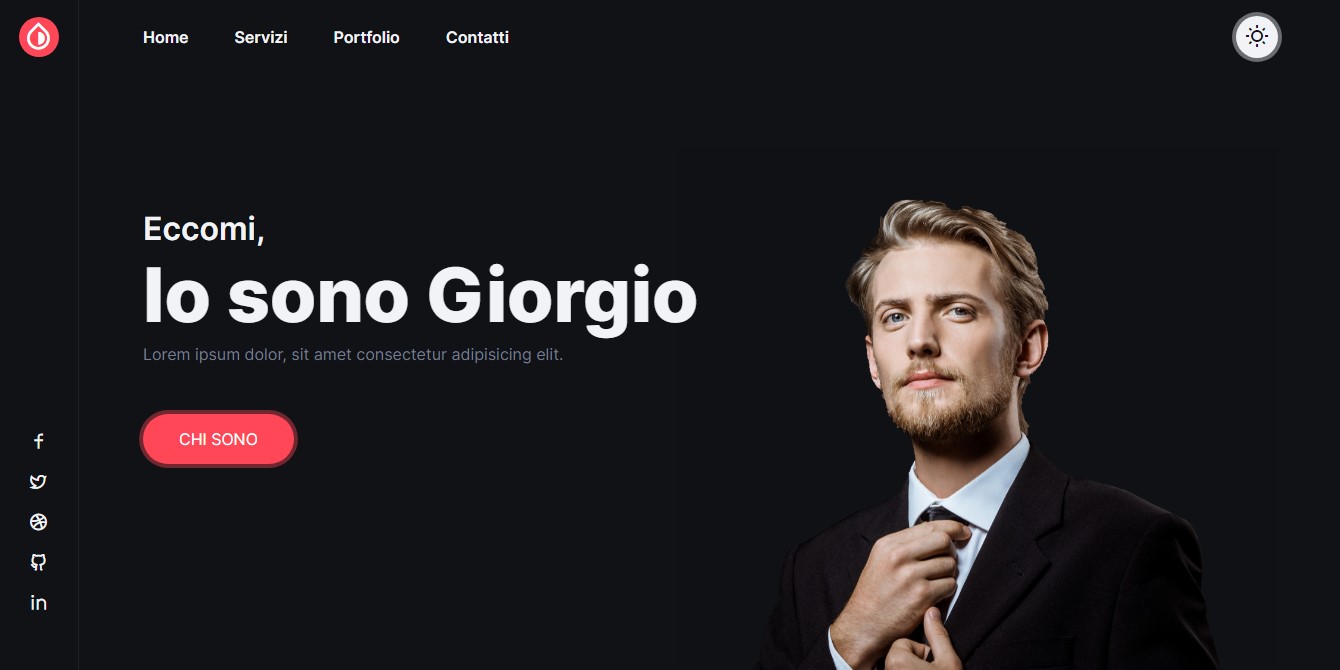 Home Servizi Portfolio Contatti
Eccomi,
Io sono Giorgio
Lorem ipsum dolor, sit amet consectetur adipisicing elit.
CHI SONO
in